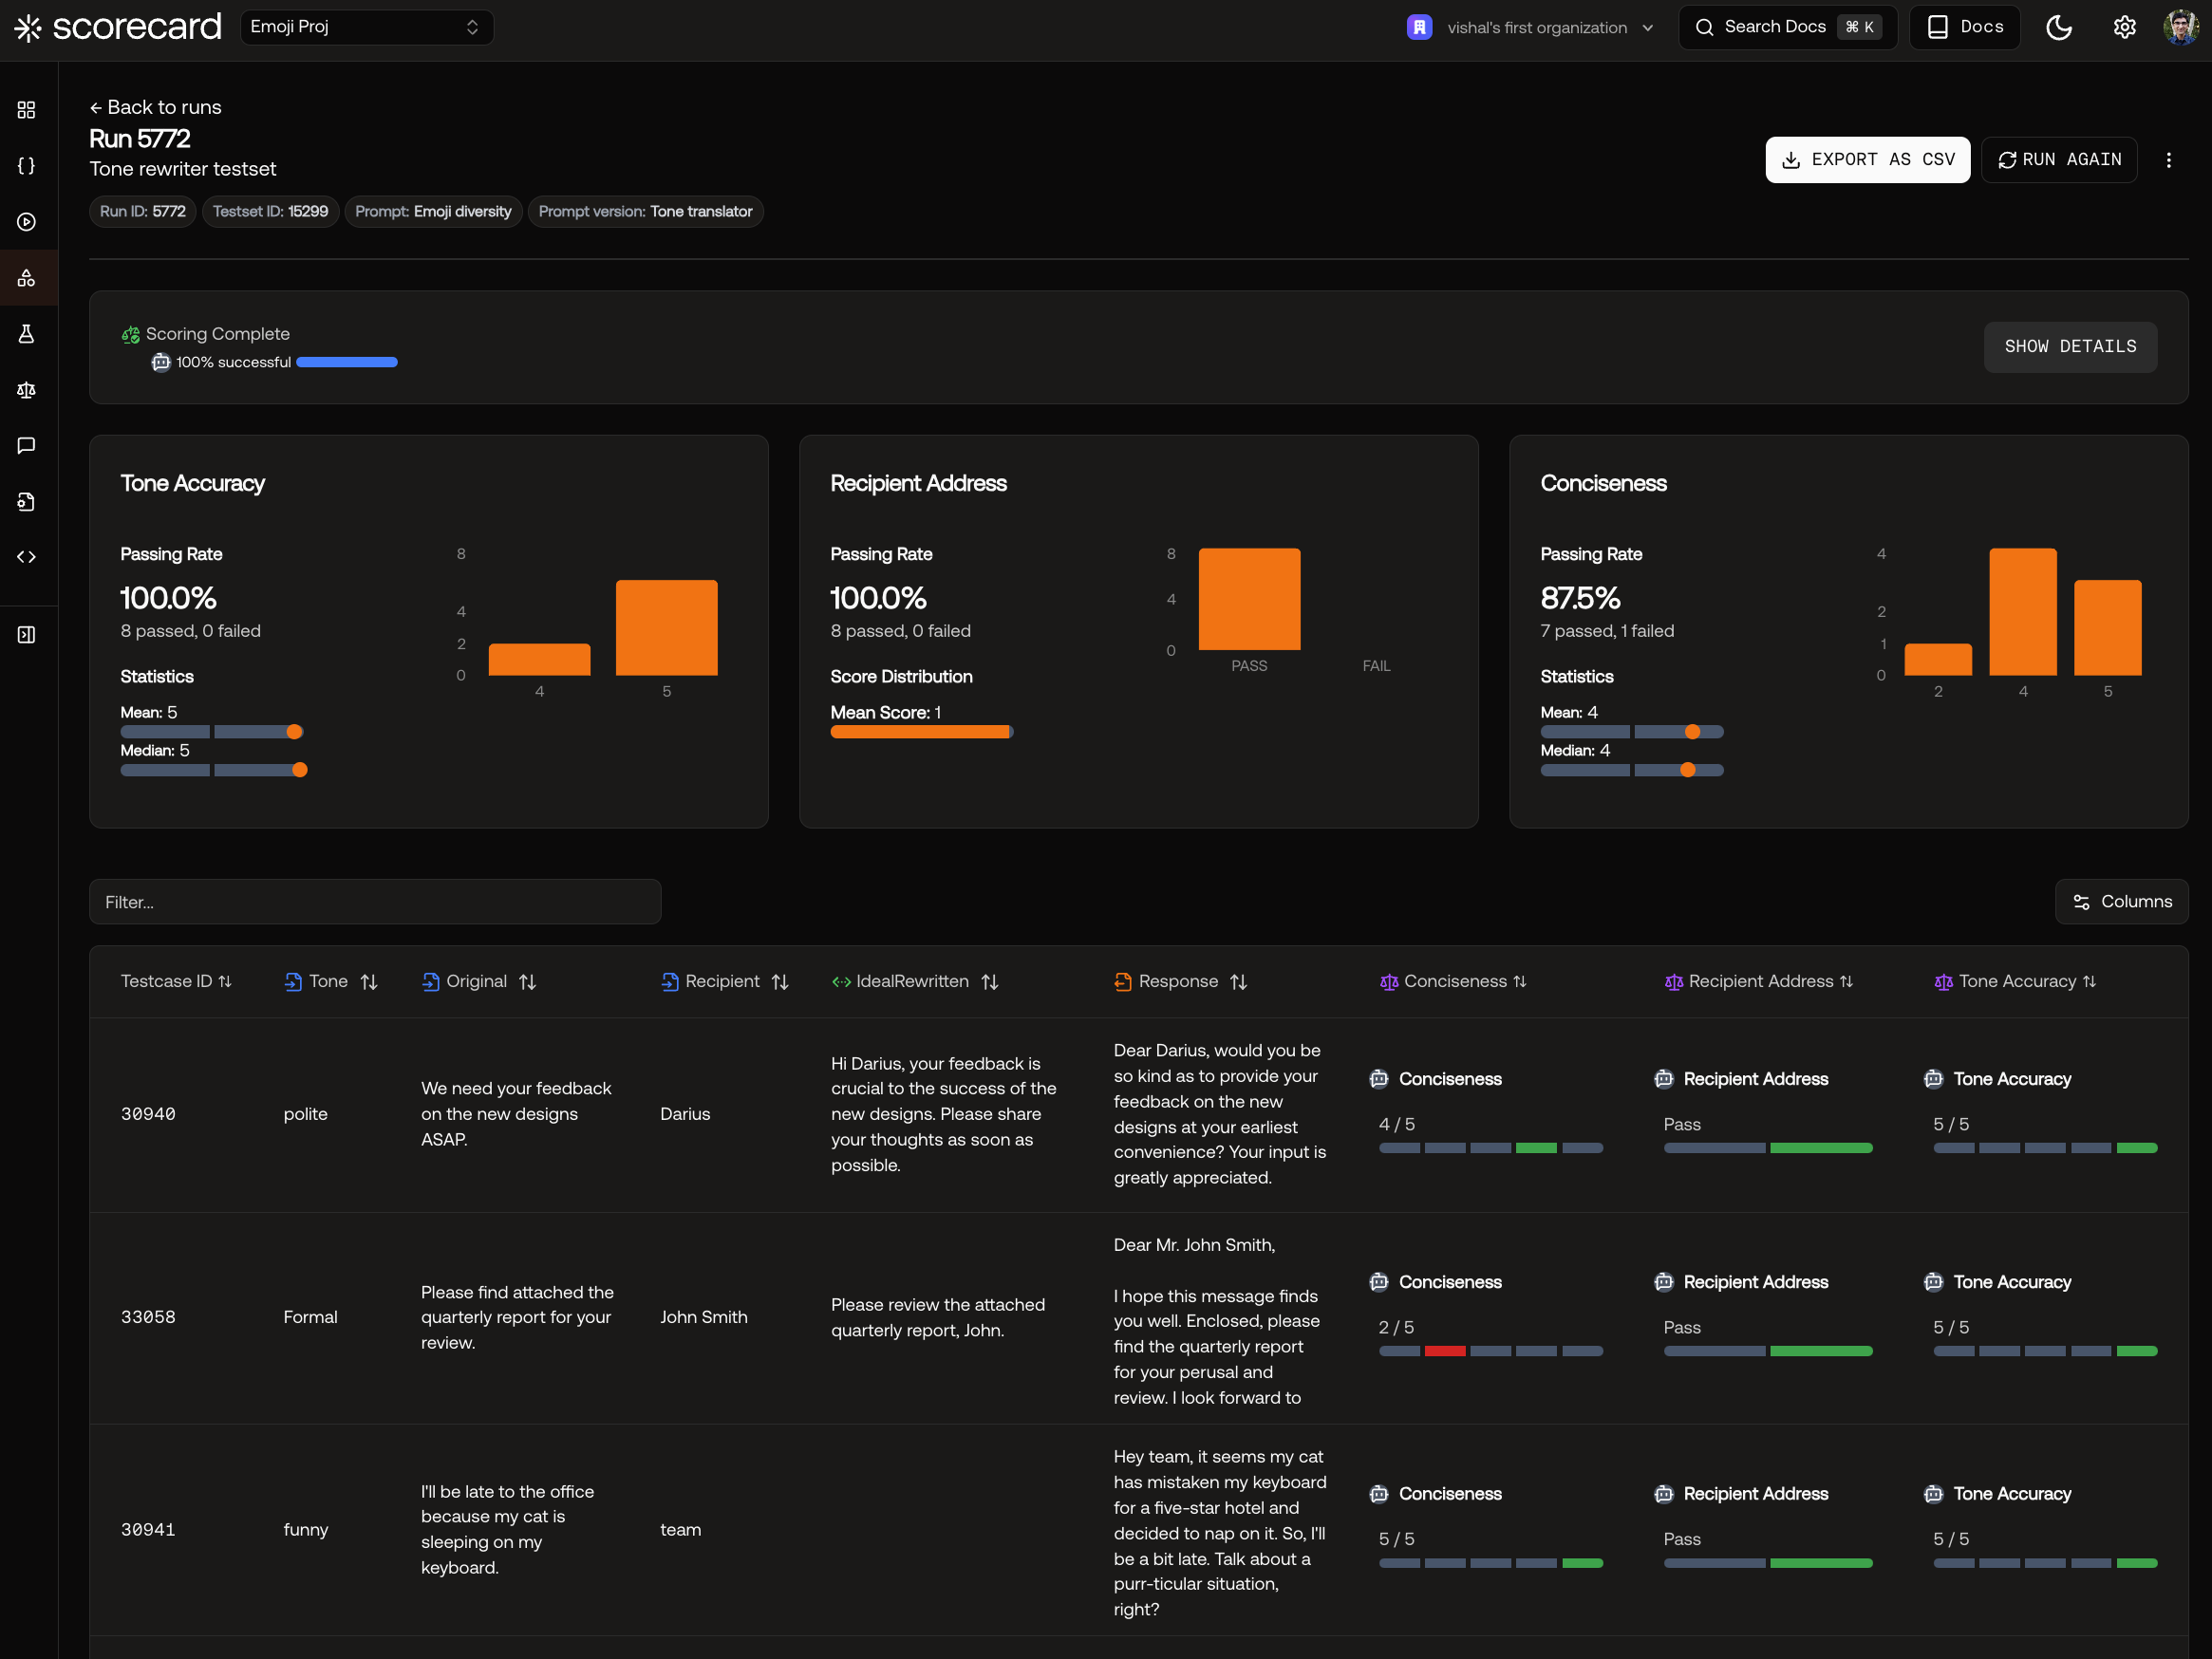 scorecard
Emoji Proj
vishal's first organization
Search Docs ⌘ K
Docs
← Back to runs
Run 5772
Tone rewriter testset
EXPORT AS CSV
RUN AGAIN
Run ID: 5772
Testset ID: 15299
Prompt: Emoji diversity
Prompt version: Tone translator
Scoring Complete
100% successful
SHOW DETAILS
Tone Accuracy
Passing Rate
100.0%
8 passed, 0 failed
Statistics
Mean: 5
Median: 5
8
4
2
0
4 5
Recipient Address
Passing Rate
100.0%
8 passed, 0 failed
Score Distribution
Mean Score: 1
8
4
0
PASS FAIL
Conciseness
Passing Rate
87.5%
7 passed, 1 failed
Statistics
Mean: 4
Median: 4
4
2
1
0
2 4 5
Filter...
Columns
Testcase ID Tone Original Recipient IdealRewritten Response Conciseness Recipient Address Tone Accuracy
30940
polite
We need your feedback
on the new designs
ASAP.
Darius
Hi Darius, your feedback is
crucial to the success of the
new designs. Please share
your thoughts as soon as
possible.
Dear Darius, would you be
so kind as to provide your
feedback on the new
designs at your earliest
convenience? Your input is
greatly appreciated.
Conciseness
4 / 5
Recipient Address
Pass
Tone Accuracy
5 / 5
33058
Formal
Please find attached the
quarterly report for your
review.
John Smith
Please review the attached
quarterly report, John.
Dear Mr. John Smith,
I hope this message finds
you well. Enclosed, please
find the quarterly report
for your perusal and
review. I look forward to
Conciseness
2 / 5
Recipient Address
Pass
Tone Accuracy
5 / 5
30941
funny
I'll be late to the office
because my cat is
sleeping on my
keyboard.
team
Hey team, it seems my cat
has mistaken my keyboard
for a five-star hotel and
decided to nap on it. So, I'll
be a bit late. Talk about a
purr-ticular situation,
right?
Conciseness
5 / 5
Recipient Address
Pass
Tone Accuracy
5 / 5